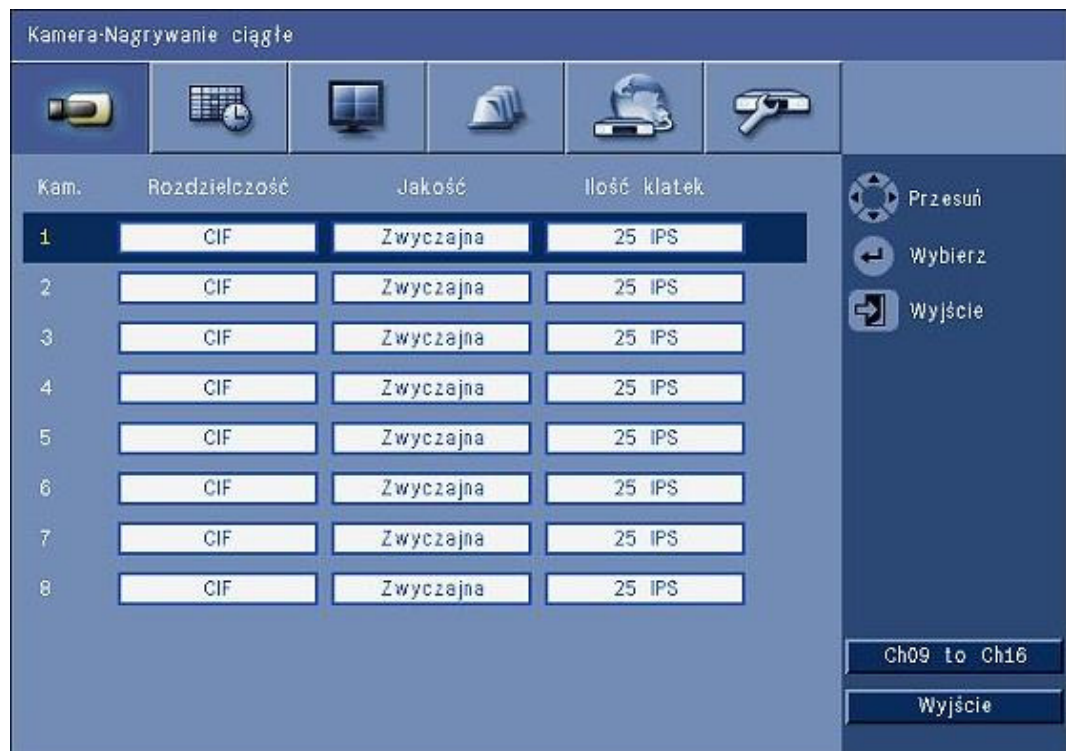 Kamera-Nagrywanie ciągłe
Kam. Rozdzielczość Jakość Ilość klatek
1 CIF Zwyczajna 25 IPS
2 CIF Zwyczajna 25 IPS
3 CIF Zwyczajna 25 IPS
4 CIF Zwyczajna 25 IPS
5 CIF Zwyczajna 25 IPS
6 CIF Zwyczajna 25 IPS
7 CIF Zwyczajna 25 IPS
8 CIF Zwyczajna 25 IPS
Przesuń
Wybierz
Wyjście
Ch09 to Ch16
Wyjście